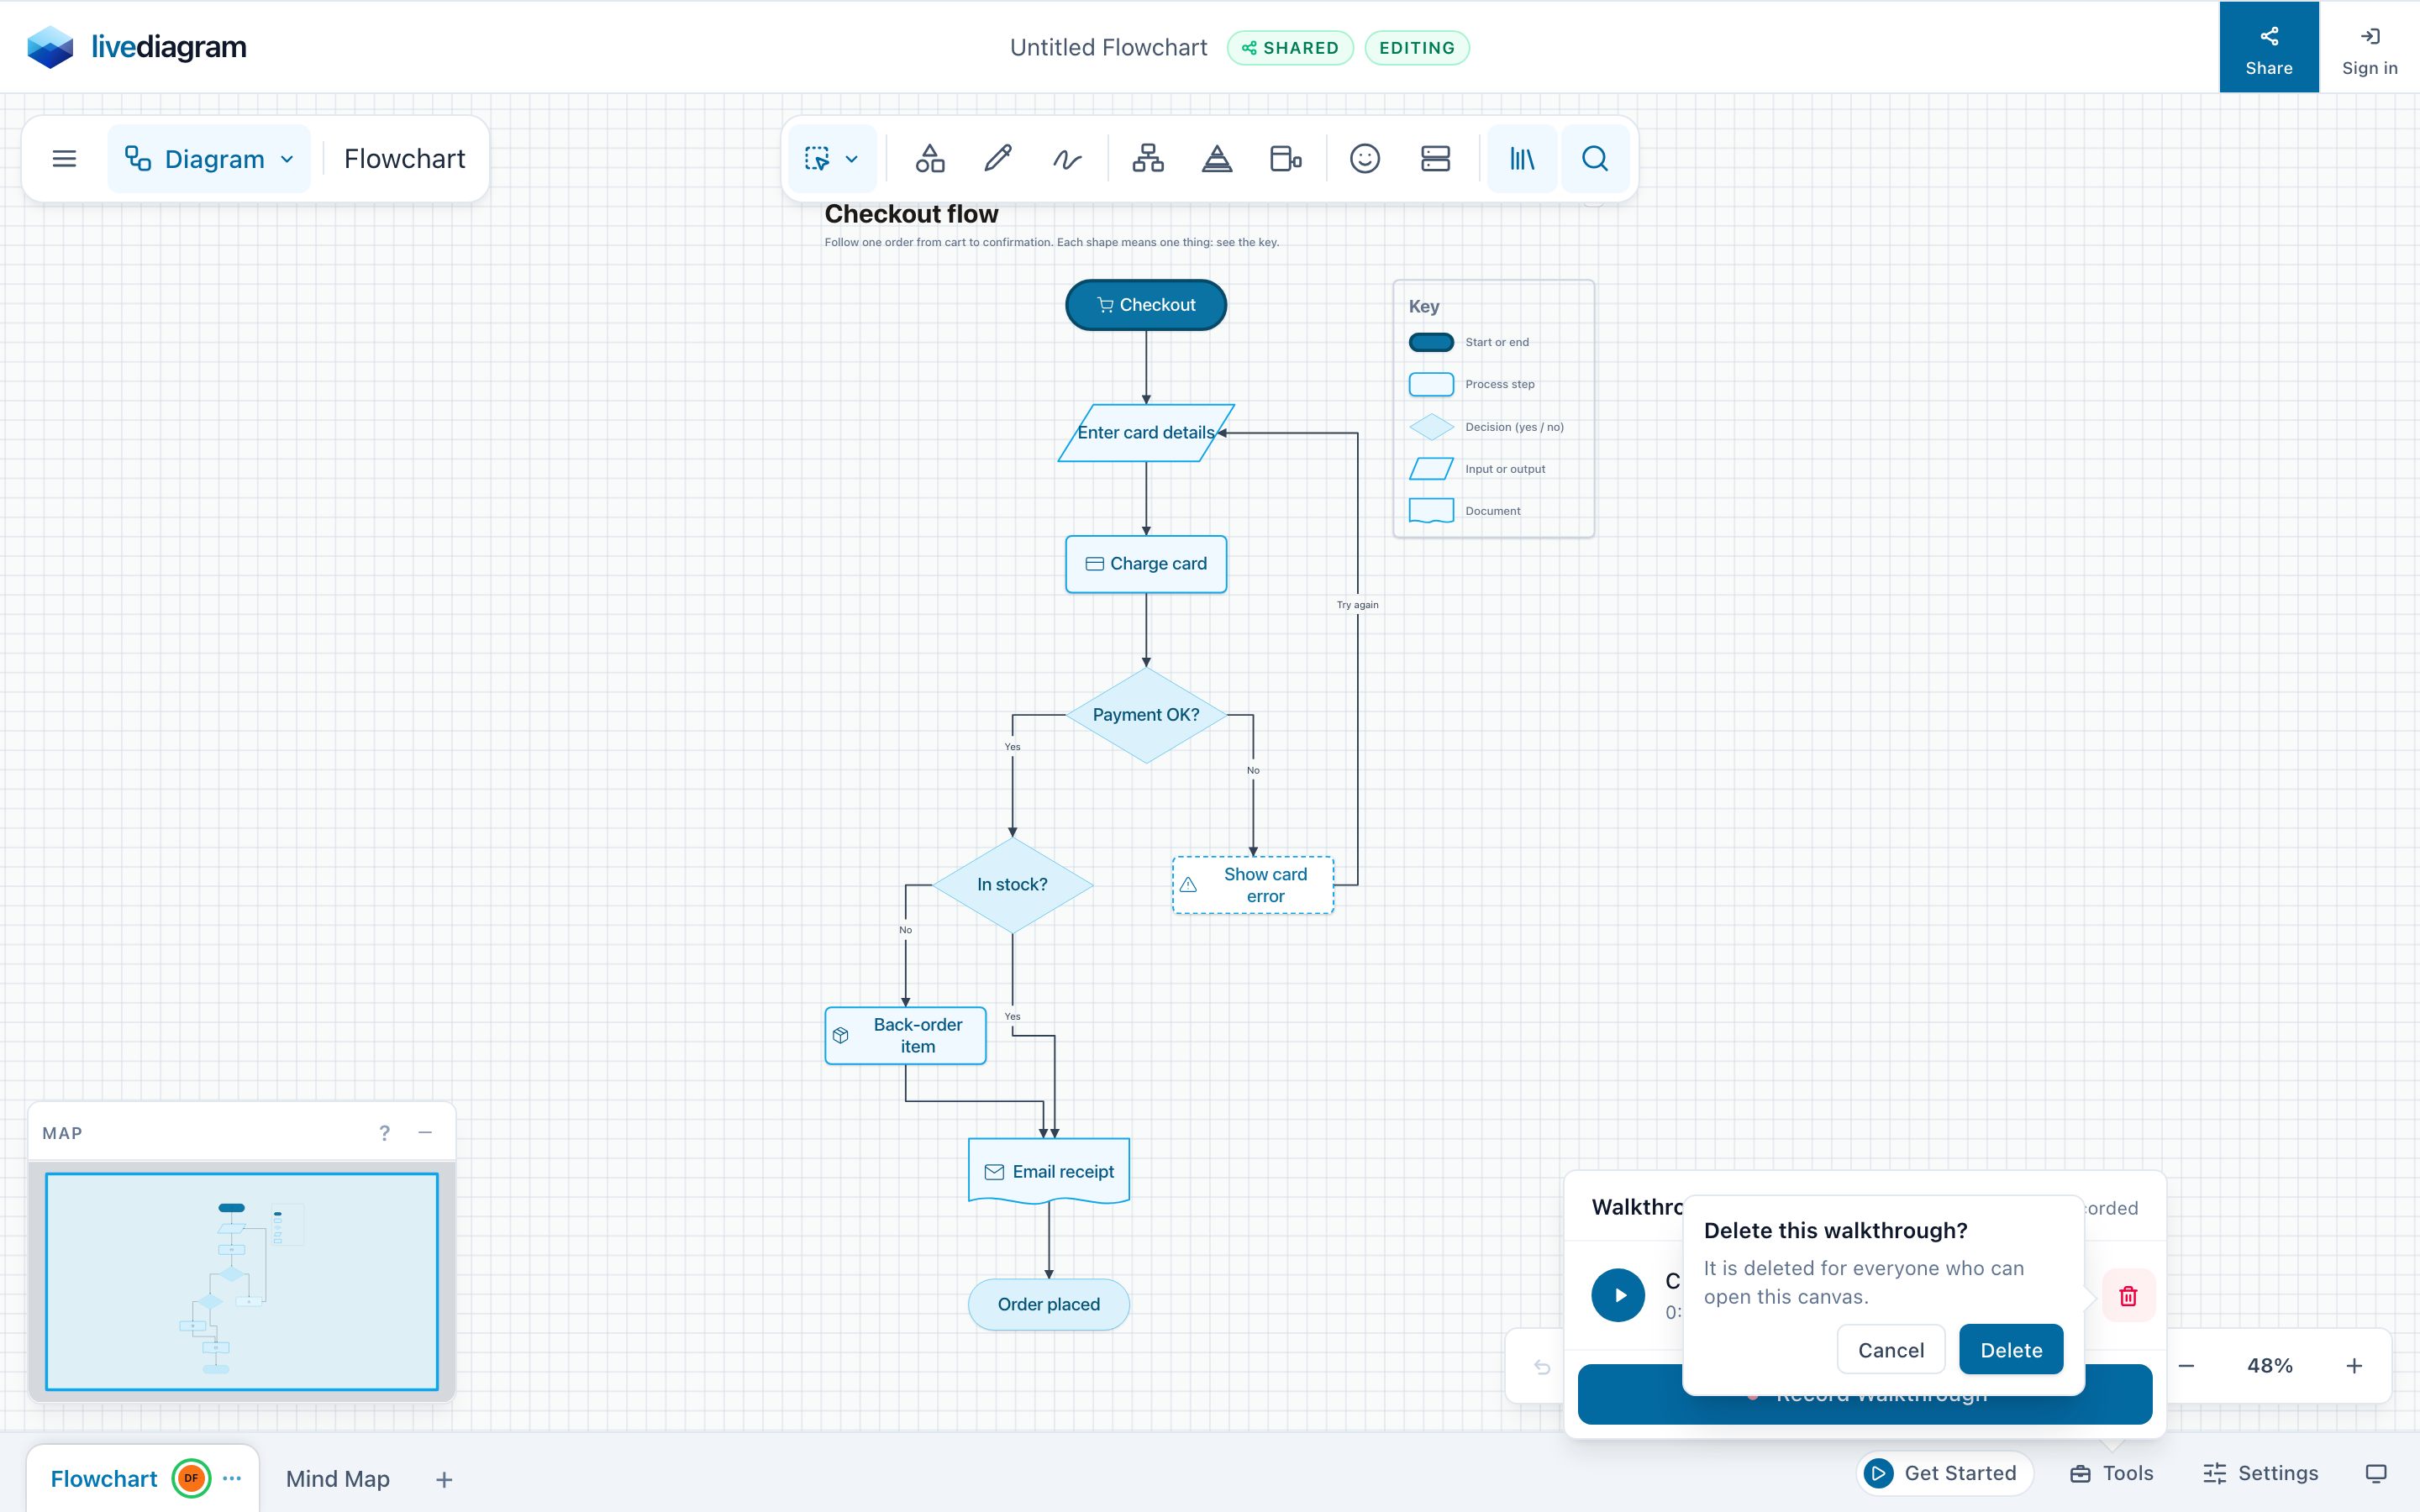 livediagram
Untitled Flowchart
SHARED
EDITING
Share
Sign in
Diagram
Flowchart
Checkout flow
Follow one order from cart to confirmation. Each shape means one thing: see the key.
Checkout
Key
Start or end
Process step
Decision (yes / no)
Input or output
Document
Enter card details
Charge card
Try again
Payment OK?
Yes
No
In stock?
Show card
error
No
Yes
Back-order
item
Email receipt
Order placed
MAP
?
Delete this walkthrough?
It is deleted for everyone who can
open this canvas.
Cancel
Delete
Record Walkthrough
48%
Flowchart
DF
Mind Map
Get Started
Tools
Settings